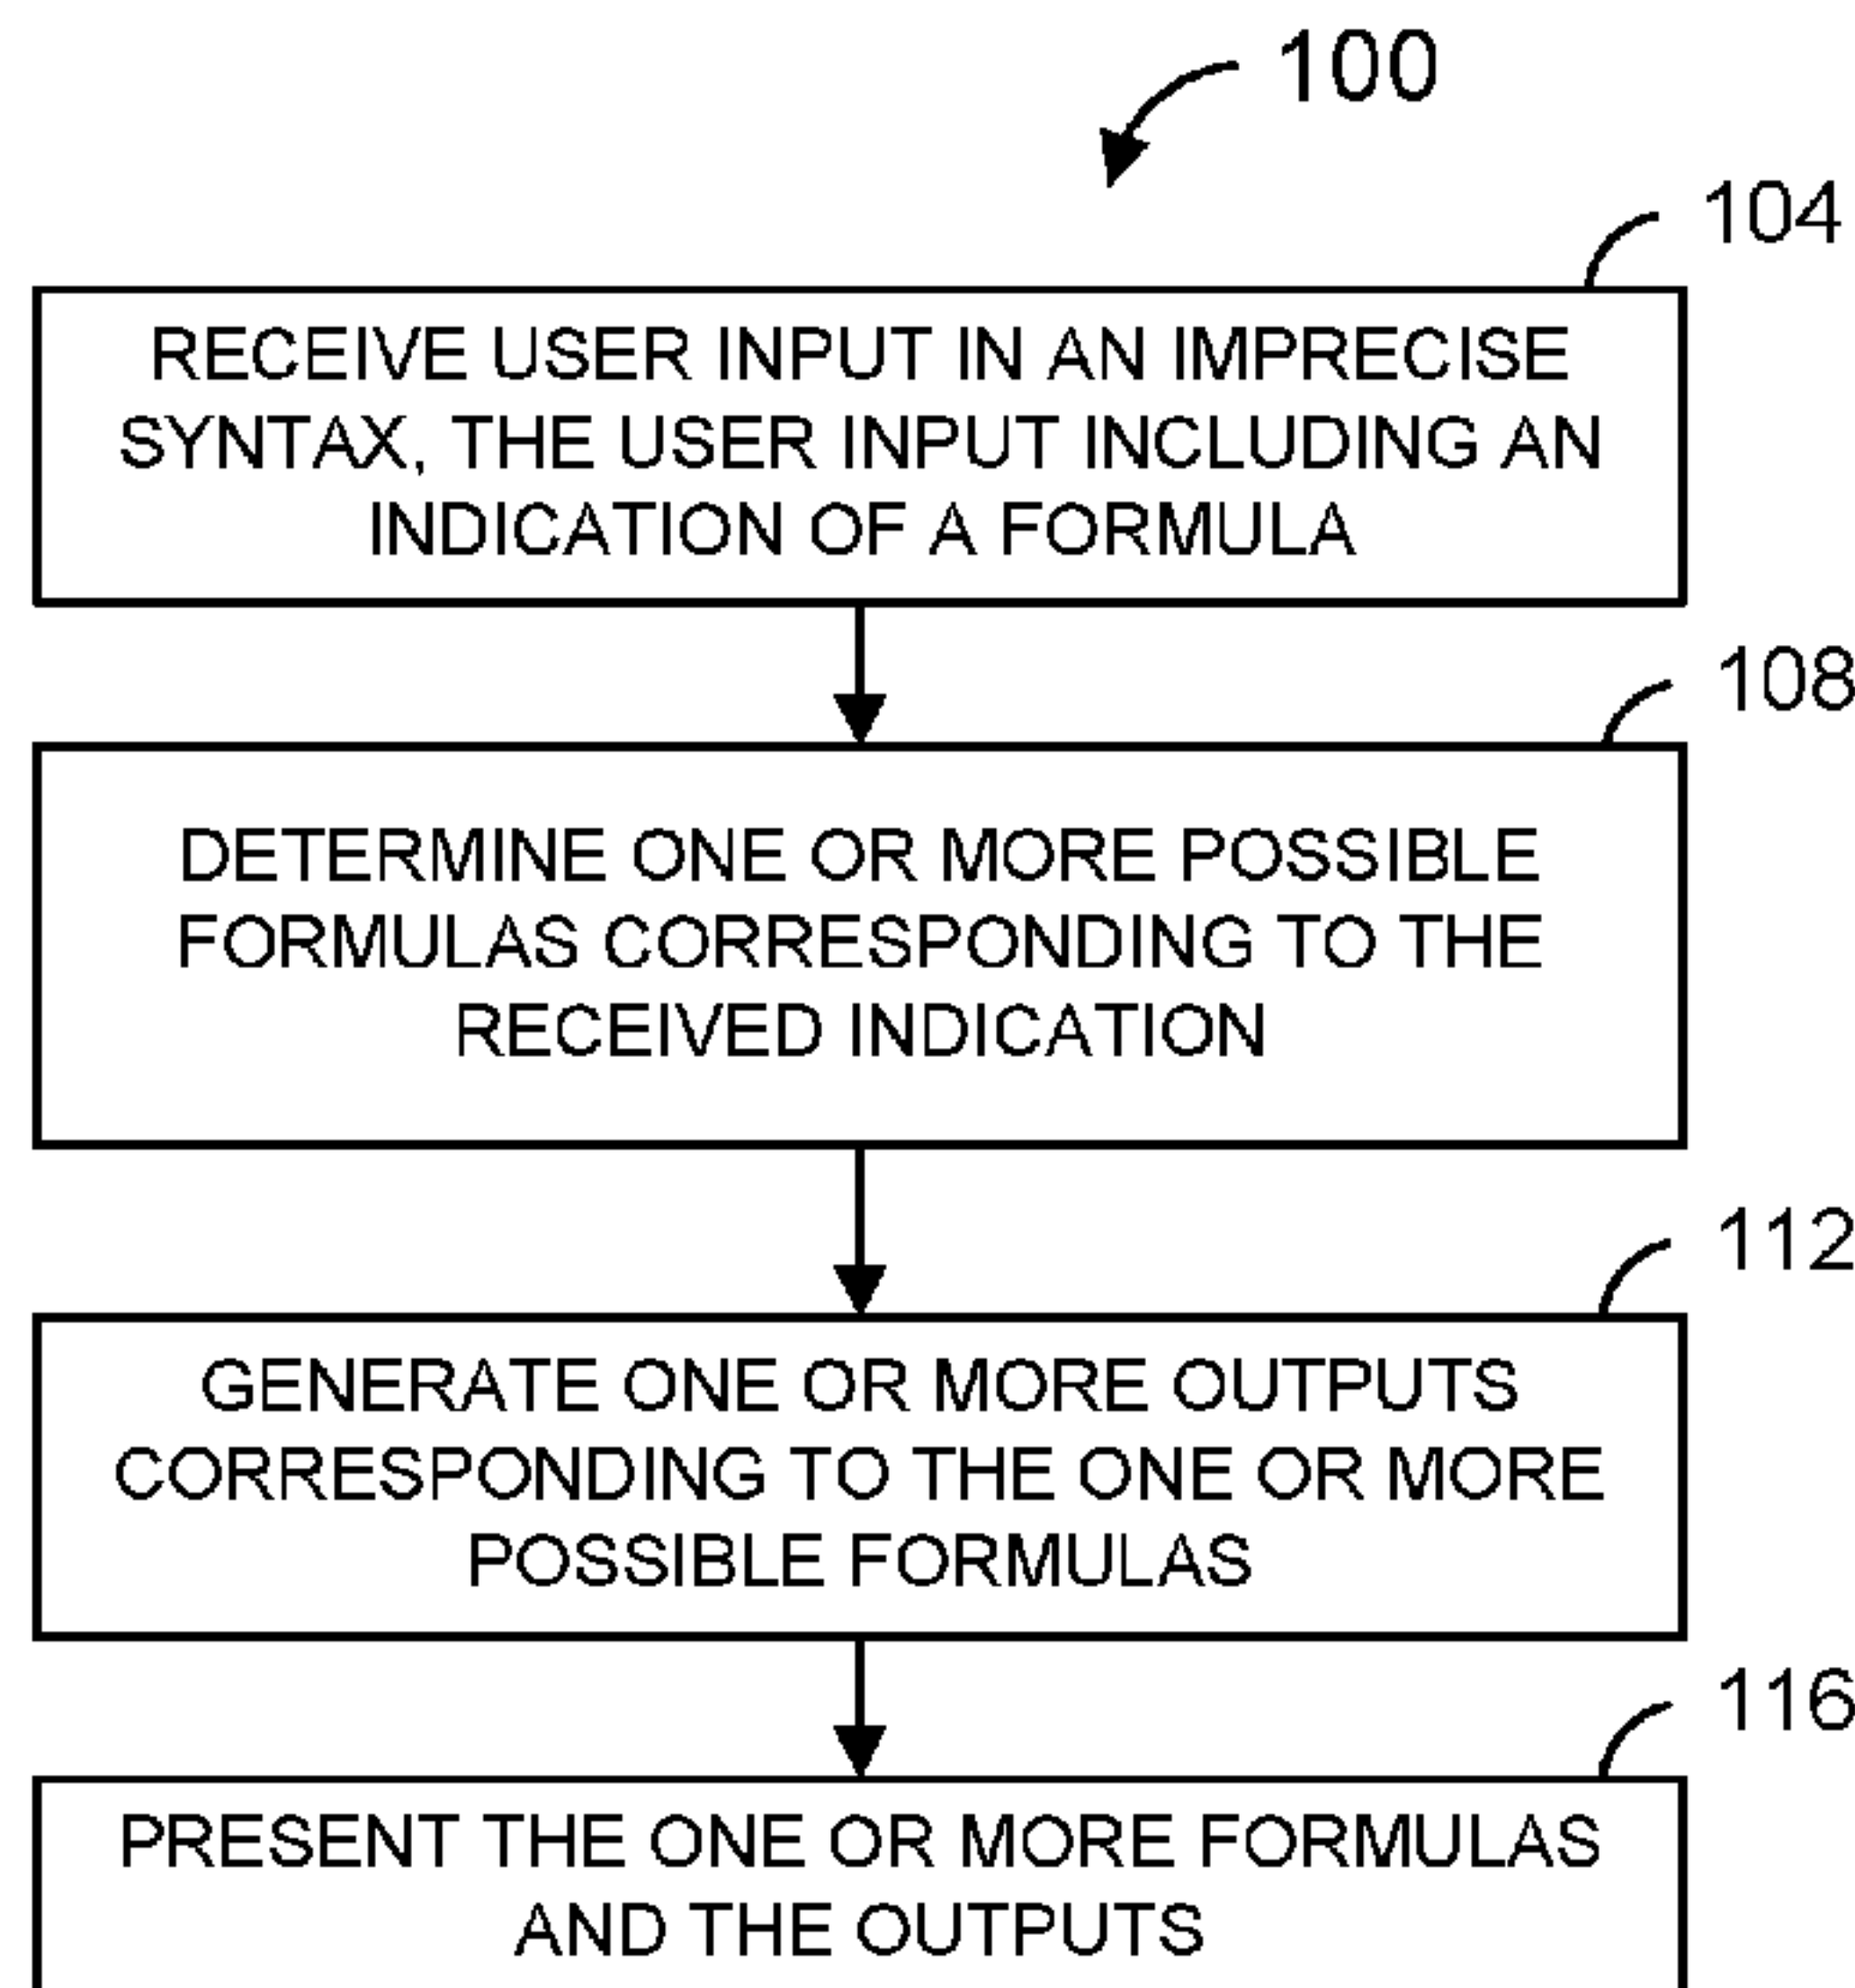 100
104
RECEIVE USER INPUT IN AN IMPRECISE
SYNTAX, THE USER INPUT INCLUDING AN
INDICATION OF A FORMULA
108
DETERMINE ONE OR MORE POSSIBLE
FORMULAS CORRESPONDING TO THE
RECEIVED INDICATION
112
GENERATE ONE OR MORE OUTPUTS
CORRESPONDING TO THE ONE OR MORE
POSSIBLE FORMULAS
116
PRESENT THE ONE OR MORE FORMULAS
AND THE OUTPUTS